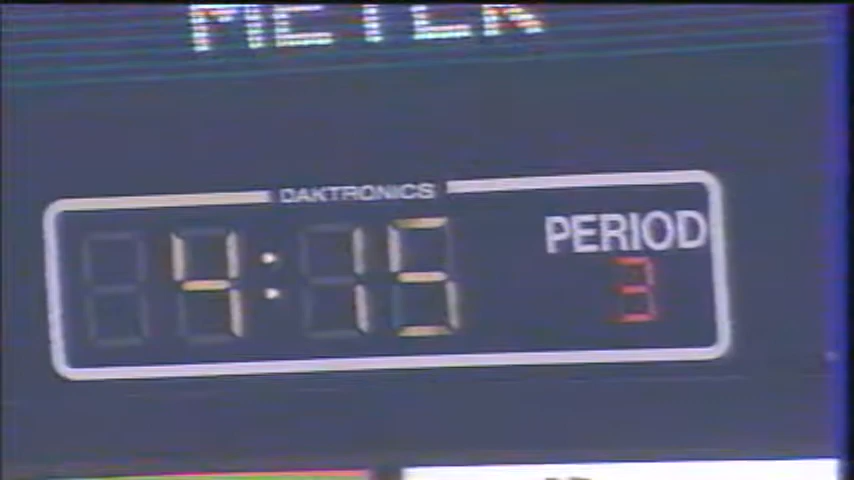 METER
DAKTRONICS
4:15
PERIOD
3